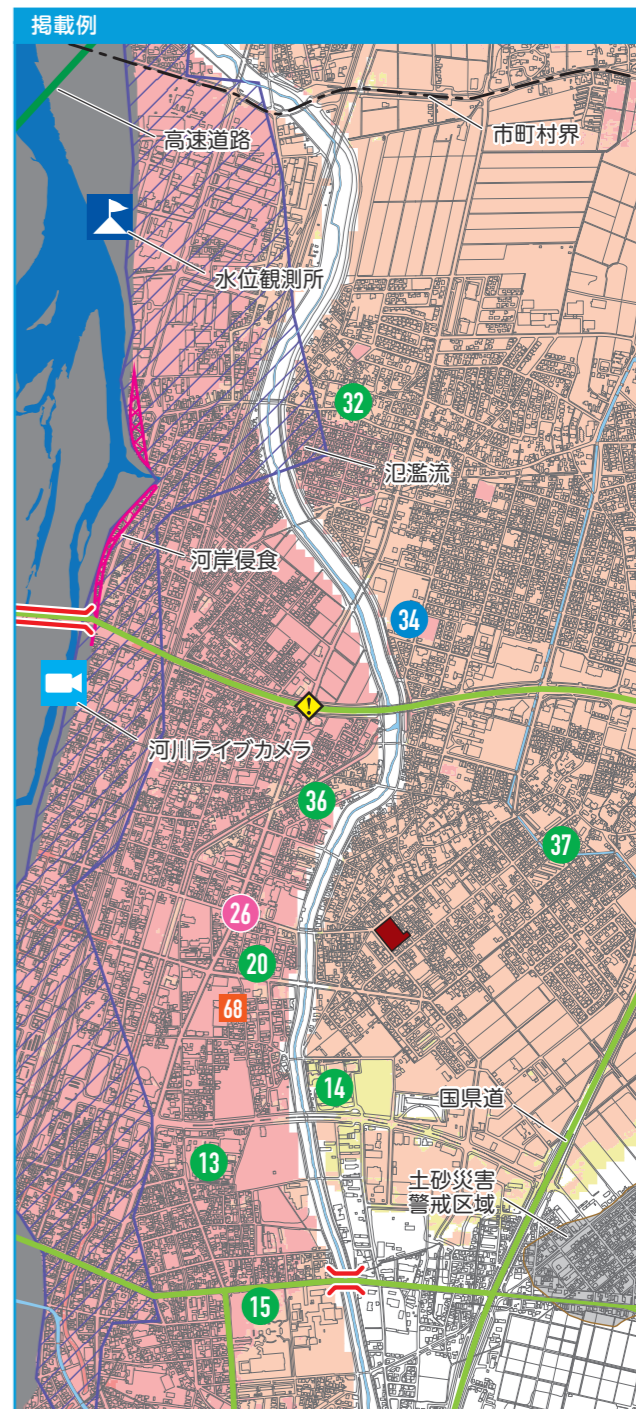 掲載例
高速道路
市町村界
水位観測所
32
氾濫流
河岸侵食
34
河川ライブカメラ
36
37
26
20
68
14
国県道
13
土砂災害
警戒区域
15